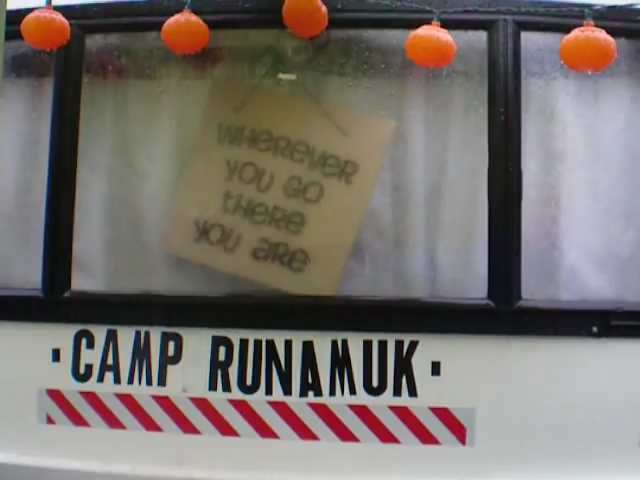 WHEREVER
YOU GO
THERE
YOU ARE
· CAMP RUNAMUK ·